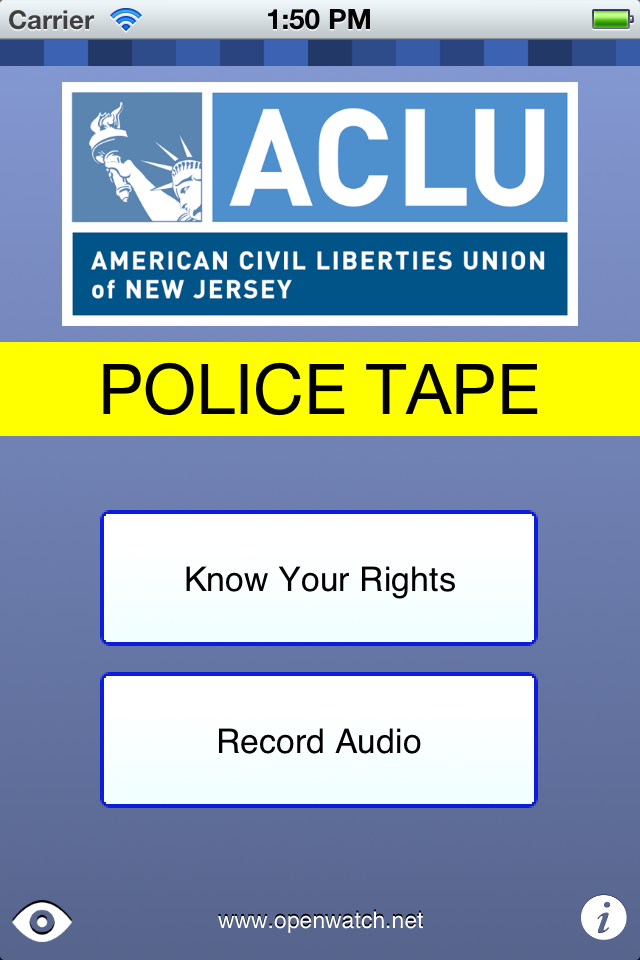 Carrier 1:50 PM
ACLU
AMERICAN CIVIL LIBERTIES UNION
of NEW JERSEY
POLICE TAPE
Know Your Rights
Record Audio
www.openwatch.net
i